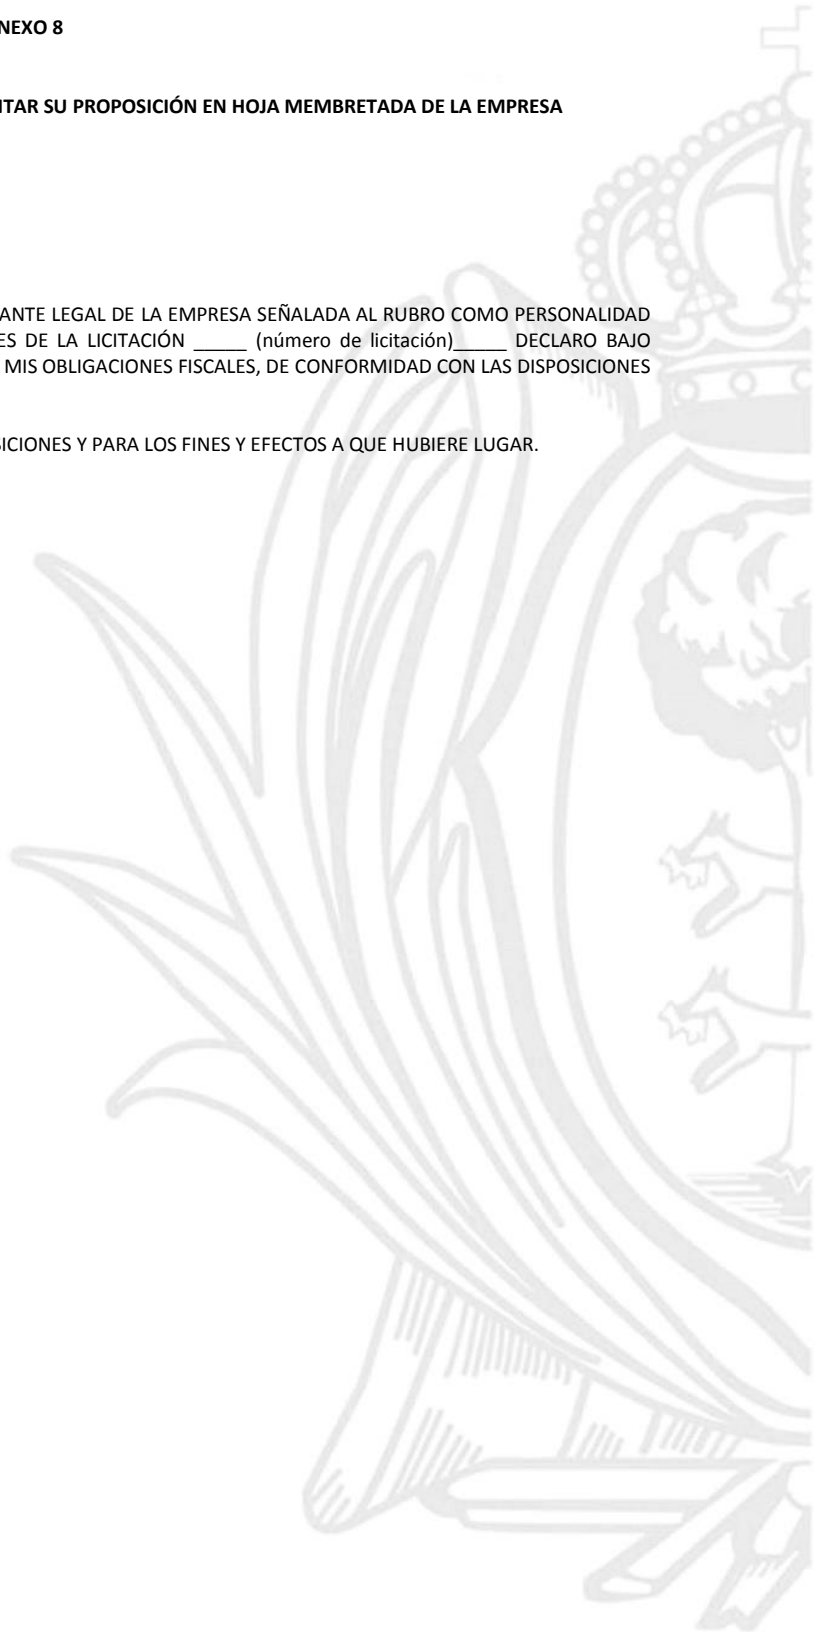 NEXO 8
TAR SU PROPOSICIÓN EN HOJA MEMBRETADA DE LA EMPRESA
ANTE LEGAL DE LA EMPRESA SEÑALADA AL RUBRO COMO PERSONALIDAD
ES DE LA LICITACIÓN _____ (número de licitación)_____ DECLARO BAJO
MIS OBLIGACIONES FISCALES, DE CONFORMIDAD CON LAS DISPOSICIONES
SICIONES Y PARA LOS FINES Y EFECTOS A QUE HUBIERE LUGAR.